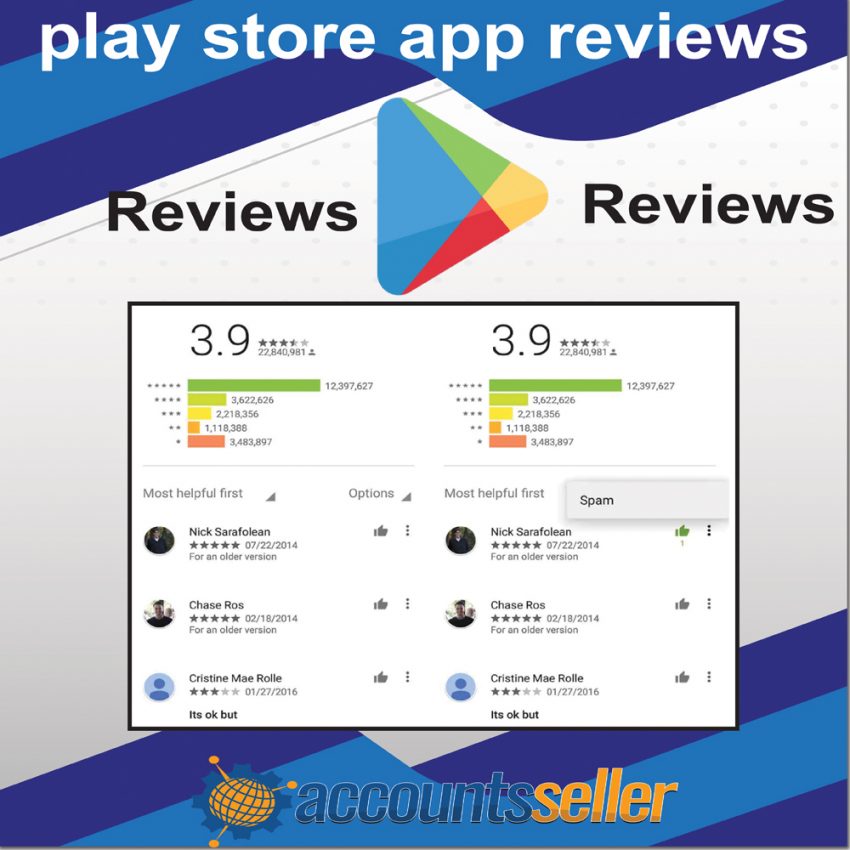 play store app reviews
Reviews
Reviews
3.9
22,840,981
12,397,627
3,622,626
2,218,356
1,118,388
3,483,897
Most helpful first
Options
Nick Sarafolean
07/22/2014
For an older version
Chase Ros
02/18/2014
For an older version
Cristine Mae Rolle
01/27/2016
Its ok but
3.9
22,840,981
12,397,627
3,622,626
2,218,356
1,118,388
3,483,897
Most helpful first
Spam
Nick Sarafolean
07/22/2014
1
For an older version
Chase Ros
02/18/2014
For an older version
Cristine Mae Rolle
01/27/2016
Its ok but
accountsseller